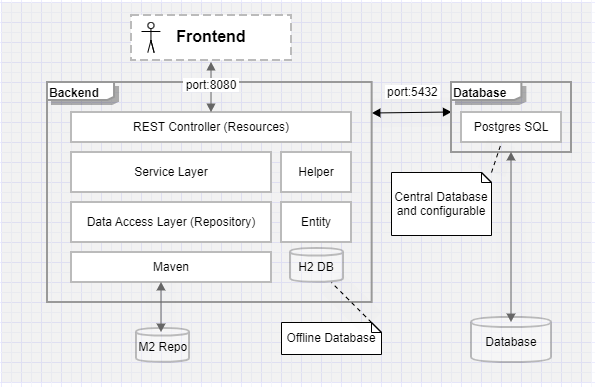 Frontend
port:8080
Backend
port:5432
Database
REST Controller (Resources)
Postgres SQL
Service Layer
Helper
Central Database
and configurable
Data Access Layer (Repository)
Entity
Maven
H2 DB
Offline Database
M2 Repo
Database